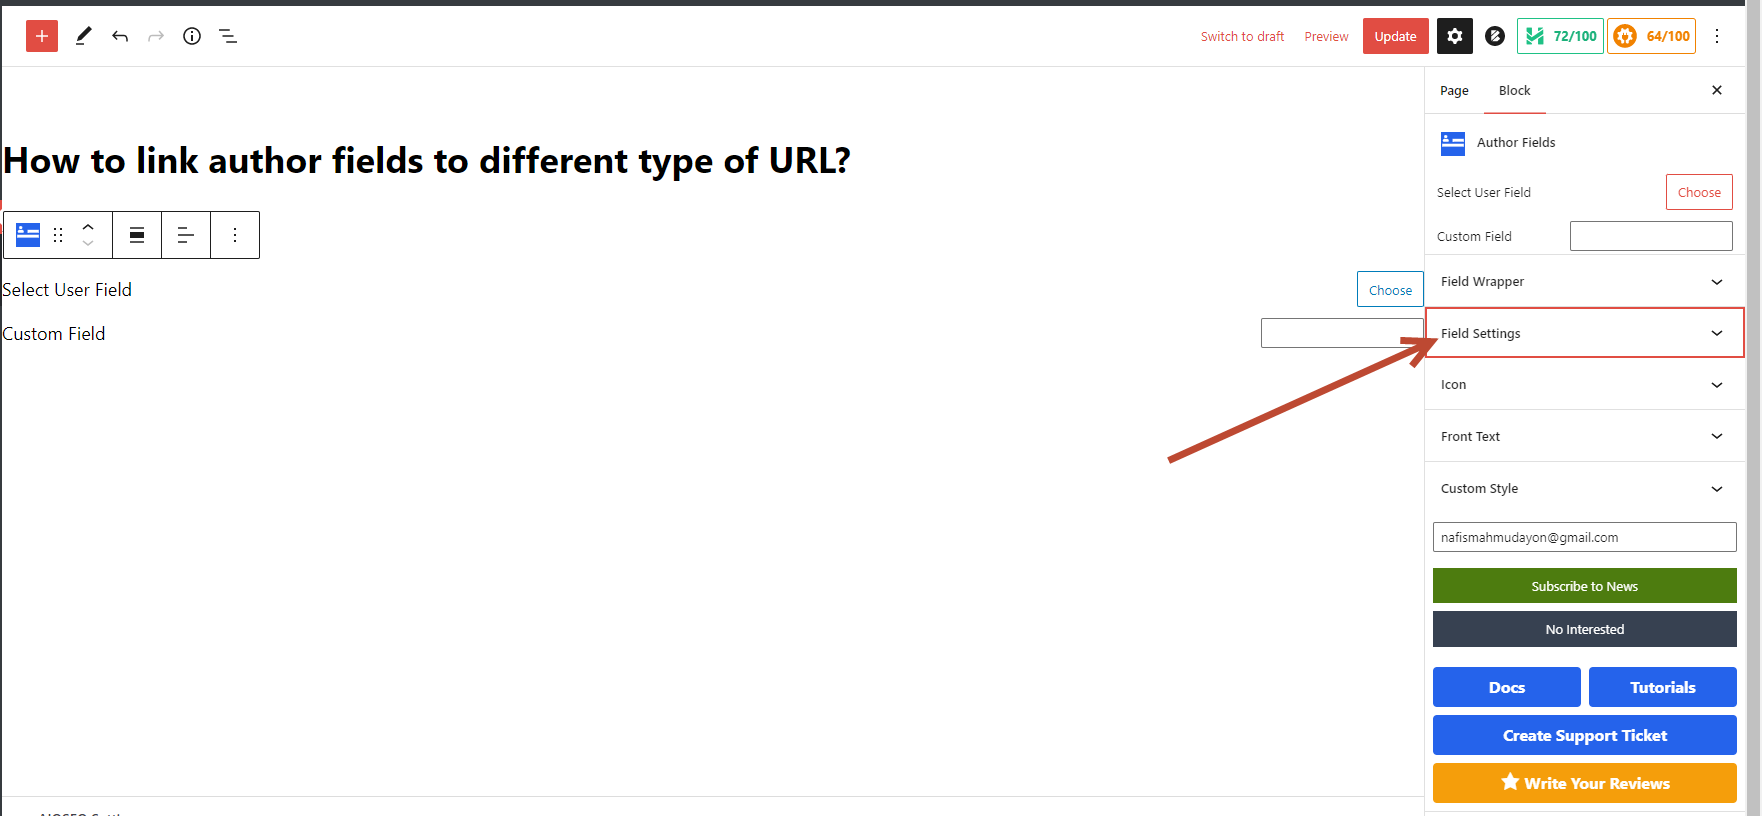 Switch to draft
Preview
Update
72/100
64/100
Page
Block
How to link author fields to different type of URL?
Select User Field
Choose
Custom Field
Author Fields
Select User Field
Choose
Custom Field
Field Wrapper
Field Settings
Icon
Front Text
Custom Style
nafismahmudayon@gmail.com
Subscribe to News
No Interested
Docs
Tutorials
Create Support Ticket
Write Your Reviews